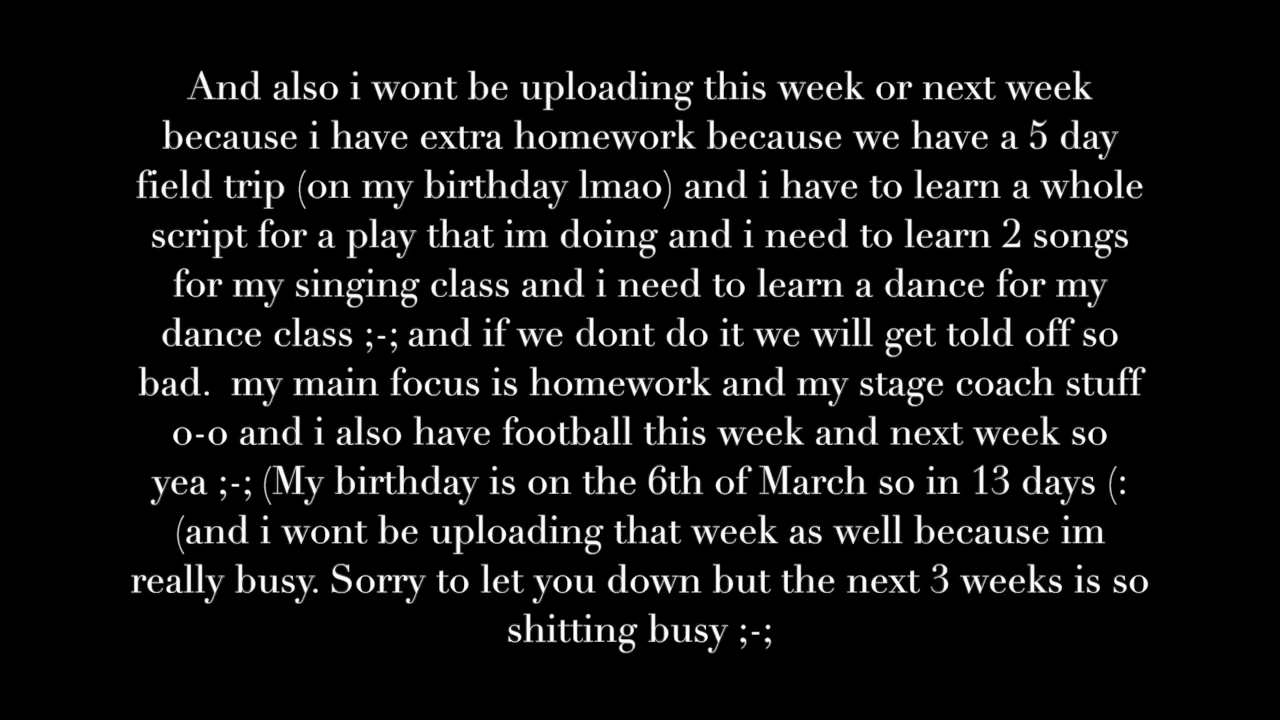 And also i wont be uploading this week or next week
because i have extra homework because we have a 5 day
field trip (on my birthday lmao) and i have to learn a whole
script for a play that im doing and i need to learn 2 songs
for my singing class and i need to learn a dance for my
dance class ;-; and if we dont do it we will get told off so
bad.  my main focus is homework and my stage coach stuff
o-o and i also have football this week and next week so
yea ;-; (My birthday is on the 6th of March so in 13 days (:
(and i wont be uploading that week as well because im
really busy. Sorry to let you down but the next 3 weeks is so
shitting busy ;-;